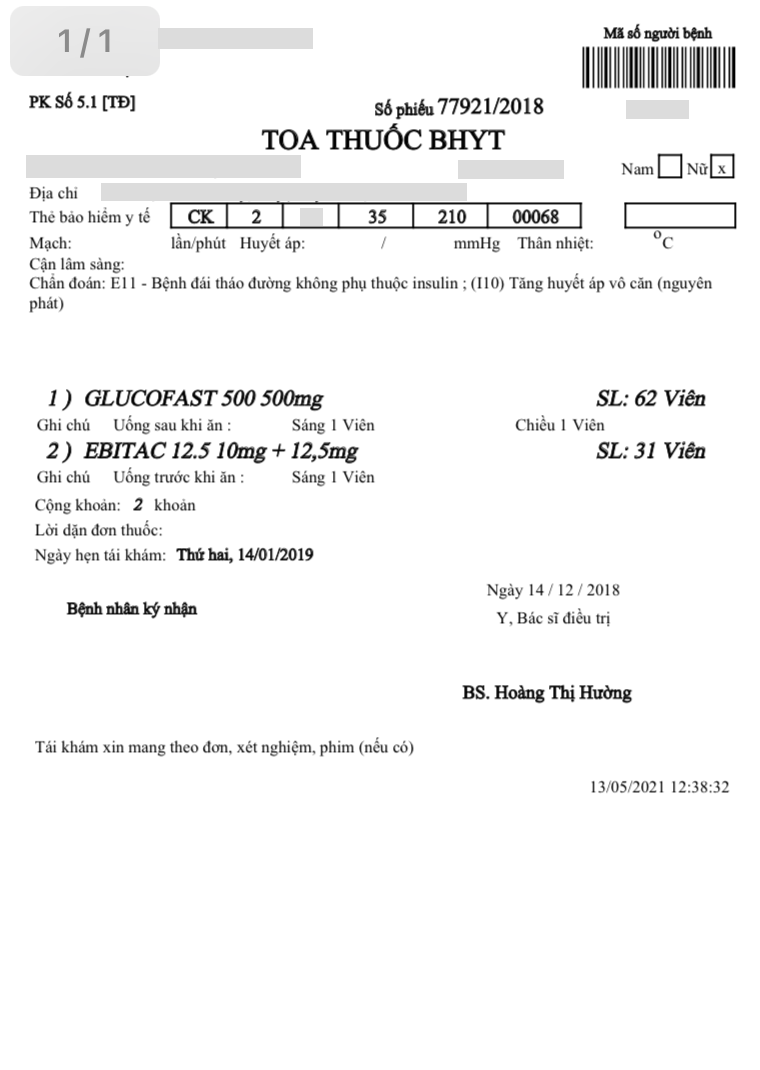 1/1
Mã số người bệnh
PK Số 5.1 [TĐ]
Số phiếu 77921/2018
TOA THUỐC BHYT
Nam Nữ x
Địa chỉ
Thẻ bảo hiểm y tế CK 2 35 210 00068
Mạch: lần/phút Huyết áp: / mmHg Thân nhiệt: °C
Cận lâm sàng:
Chẩn đoán: E11 - Bệnh đái tháo đường không phụ thuộc insulin ; (I10) Tăng huyết áp vô căn (nguyên
phát)
1 ) GLUCOFAST 500 500mg SL: 62 Viên
Ghi chú Uống sau khi ăn : Sáng 1 Viên Chiều 1 Viên
2 ) EBITAC 12.5 10mg + 12,5mg SL: 31 Viên
Ghi chú Uống trước khi ăn : Sáng 1 Viên
Cộng khoản: 2 khoản
Lời dặn đơn thuốc:
Ngày hẹn tái khám: Thứ hai, 14/01/2019
Ngày 14 / 12 / 2018
Bệnh nhân ký nhận
Y, Bác sĩ điều trị
BS. Hoàng Thị Hường
Tái khám xin mang theo đơn, xét nghiệm, phim (nếu có)
13/05/2021 12:38:32